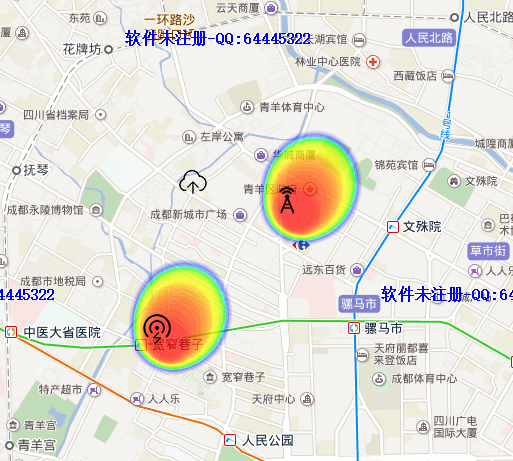 云天商厦
东苑
一环路沙
人民北路
花牌坊
软件未注册-QQ:64445322
天湖宾馆
人民北路
林业中心医院
西藏饭店
青羊体育中心
四川省档案局
1号线
琴
左岸公寓
城隍商厦
华诚商厦
抚琴
锦苑宾馆
青羊区
文殊坊
成都永陵博物馆
成都新城市广场
文殊院
草市街
远东百货
人人乐
成都市地税局
4445322
软件未注册-QQ:64
骡马市
中医大省医院
骡马市
宽窄巷子
天府丽都喜
来登饭店
宽窄巷子
成都体育中心
特产超市
人人乐
天府广
青羊宫
四川广电
国际大厦
人民公园
青羊宫